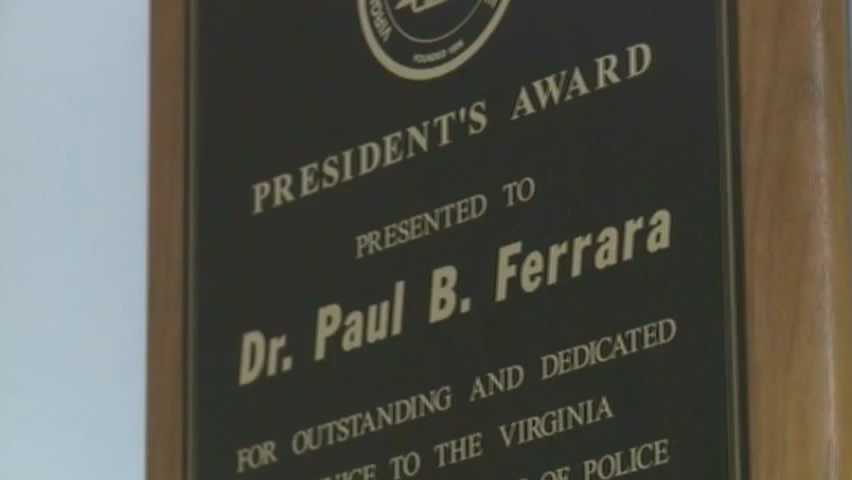 PRESIDENT'S AWARD
PRESENTED TO
Dr. Paul B. Ferrara
FOR OUTSTANDING AND DEDICATED
TO THE VIRGINIA
OF POLICE